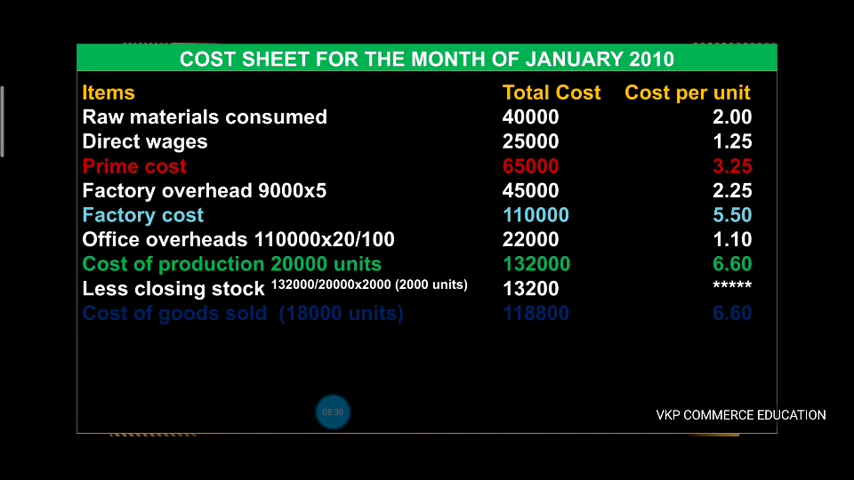 COST SHEET FOR THE MONTH OF JANUARY 2010
Items Total Cost Cost per unit
Raw materials consumed 40000 2.00
Direct wages 25000 1.25
Prime cost 65000 3.25
Factory overhead 9000x5 45000 2.25
Factory cost 110000 5.50
Office overheads 110000x20/100 22000 1.10
Cost of production 20000 units 132000 6.60
Less closing stock 132000/20000x2000 (2000 units) 13200 *****
Cost of goods sold (18000 units) 118800 6.60
08:30
VKP COMMERCE EDUCATION